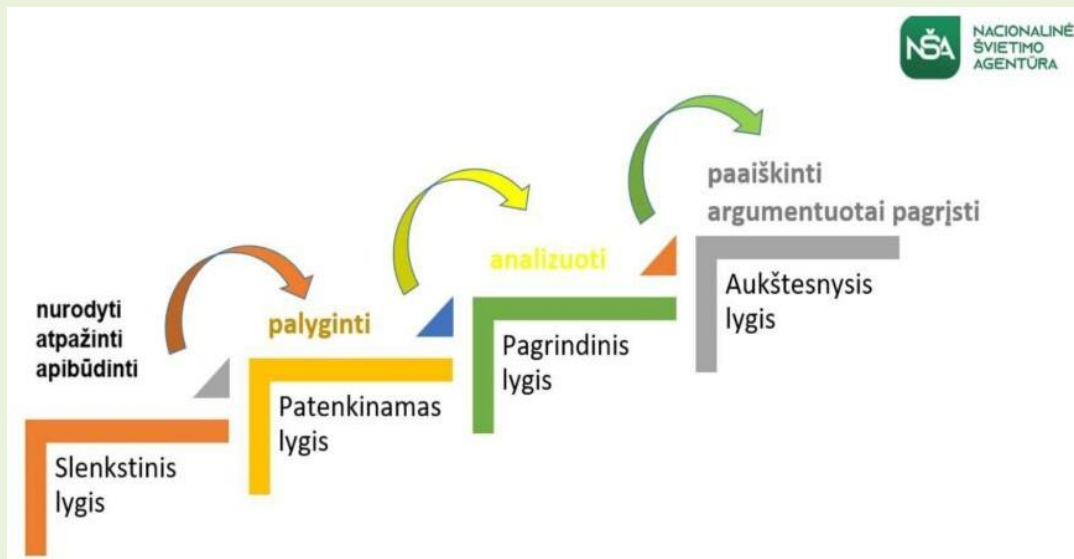 NŠA
NACIONALINĖ
ŠVIETIMO
AGENTŪRA
paaiškinti
argumentuotai pagrįsti
analizuoti
Aukštesnysis
lygis
nurodyti
atpažinti
apibūdinti
palyginti
Pagrindinis
lygis
Patenkinamas
lygis
Slenkstinis
lygis